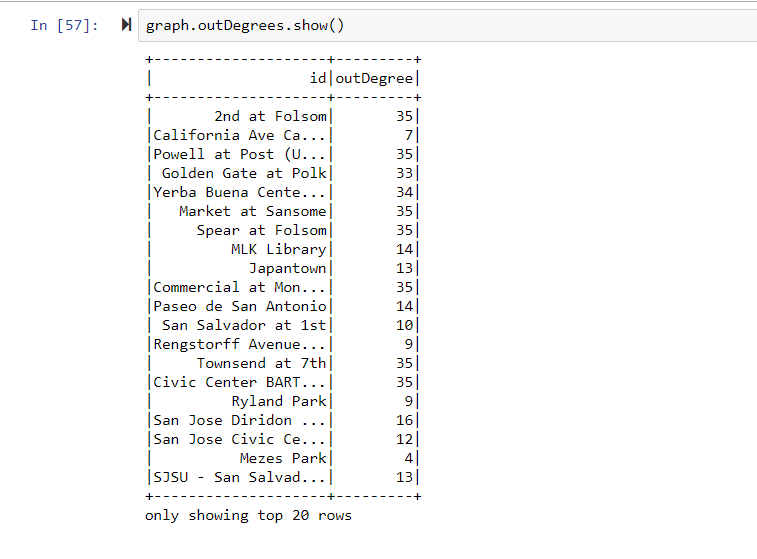 In [57]: graph.outDegrees.show()
+--------------------+---------+
|                  id|outDegree|
+--------------------+---------+
|       2nd at Folsom|       35|
|California Ave Ca...|        7|
|Powell at Post (U...|       35|
| Golden Gate at Polk|       33|
|Yerba Buena Cente...|       34|
|   Market at Sansome|       35|
|     Spear at Folsom|       35|
|         MLK Library|       14|
|           Japantown|       13|
|Commercial at Mon...|       35|
|Paseo de San Antonio|       14|
| San Salvador at 1st|       10|
|Rengstorff Avenue...|        9|
|     Townsend at 7th|       35|
|Civic Center BART...|       35|
|         Ryland Park|        9|
|San Jose Diridon ...|       16|
|San Jose Civic Ce...|       12|
|          Mezes Park|        4|
|SJSU - San Salvad...|       13|
+--------------------+---------+
only showing top 20 rows